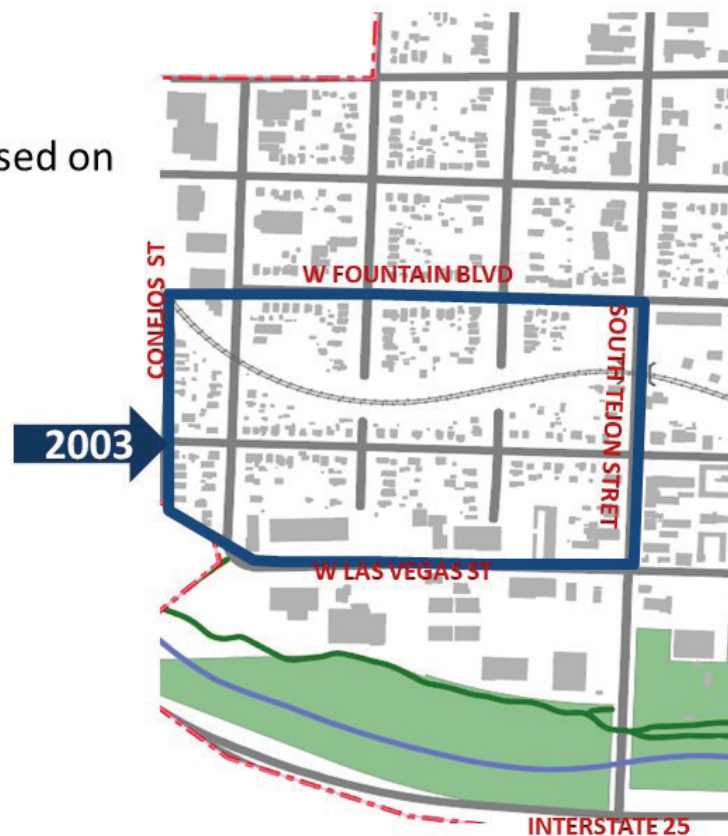 sed on
W FOUNTAIN BLVD
CONEJOS ST
SOUTH TEJON STRET
2003
W LAS VEGAS ST
INTERSTATE 25